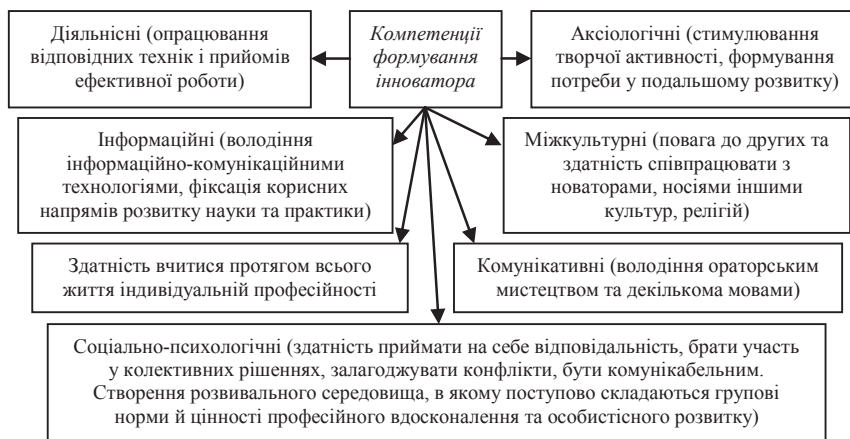 Діяльнісні (опрацювання
відповідних технік і прийомів
ефективної роботи)
Компетенції
формування
інноватора
Аксіологічні (стимулювання
творчої активності, формування
потреби у подальшому розвитку)
Інформаційні (володіння
інформаційно-комунікаційними
технологіями, фіксація корисних
напрямів розвитку науки та практики)
Міжкультурні (повага до других та
здатність співпрацювати з
новаторами, носіями іншими
культур, релігій)
Здатність вчитися протягом всього
життя індивідуальній професійності
Комунікативні (володіння ораторським
мистецтвом та декількома мовами)
Соціально-психологічні (здатність приймати на себе відповідальність, брати участь
у колективних рішеннях, залагоджувати конфлікти, бути комунікабельним.
Створення розвивального середовища, в якому поступово складаються групові
норми й цінності професійного вдосконалення та особистісного розвитку)